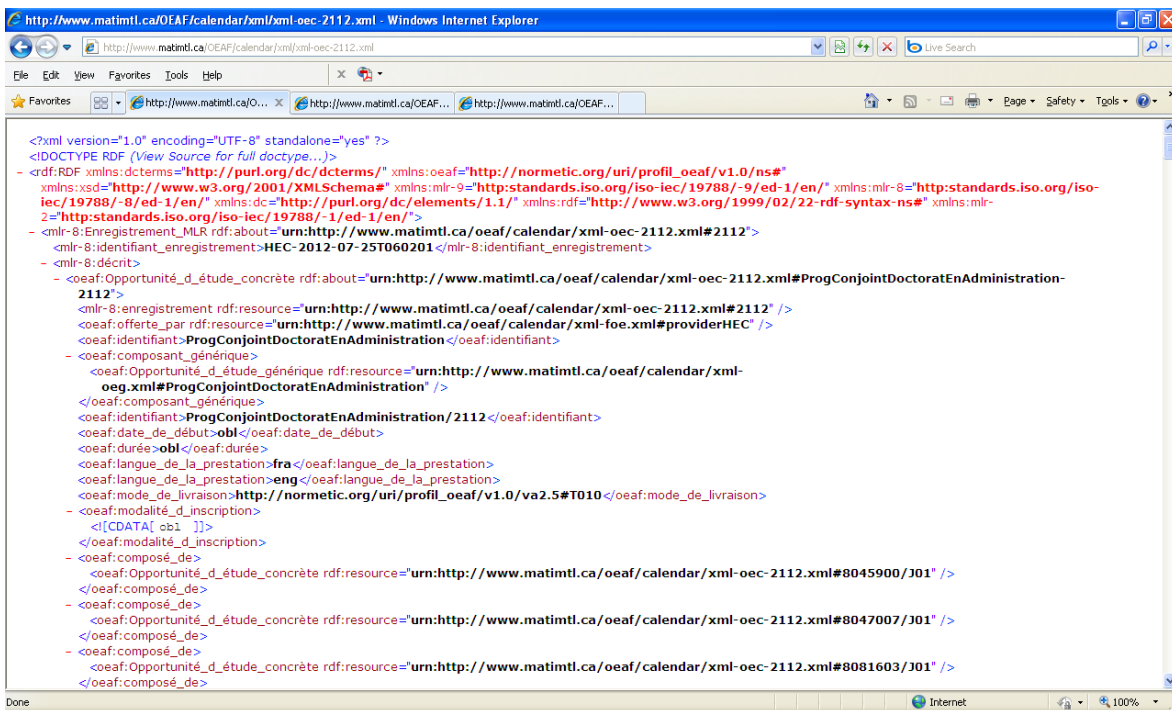 http://www.matimtl.ca/OEAF/calendar/xml/xml-oec-2112.xml - Windows Internet Explorer
http://www.matimtl.ca/OEAF/calendar/xml/xml-oec-2112.xml Live Search
File Edit View Favorites Tools Help
Favorites http://www.matimtl.ca/O... http://www.matimtl.ca/OEAF... http://www.matimtl.ca/OEAF... Page Safety Tools
<?xml version="1.0" encoding="UTF-8" standalone="yes" ?>
<!DOCTYPE RDF (View Source for full doctype...)>
- <rdf:RDF xmlns:dcterms="http://purl.org/dc/dcterms/" xmlns:oeaf="http://normetic.org/uri/profil_oeaf/v1.0/ns#"
xmlns:xsd="http://www.w3.org/2001/XMLSchema#" xmlns:mlr-9="http:standards.iso.org/iso-iec/19788/-9/ed-1/en/" xmlns:mlr-8="http:standards.iso.org/iso-
iec/19788/-8/ed-1/en/" xmlns:dc="http://purl.org/dc/elements/1.1/" xmlns:rdf="http://www.w3.org/1999/02/22-rdf-syntax-ns#" xmlns:mlr-
2="http:standards.iso.org/iso-iec/19788/-1/ed-1/en/">
- <mlr-8:Enregistrement_MLR rdf:about="urn:http://www.matimtl.ca/oeaf/calendar/xml-oec-2112.xml#2112">
<mlr-8:identifiant_enregistrement>HEC-2012-07-25T060201</mlr-8:identifiant_enregistrement>
- <mlr-8:décrit>
- <oeaf:Opportunité_d_étude_concrète rdf:about="urn:http://www.matimtl.ca/oeaf/calendar/xml-oec-2112.xml#ProgConjointDoctoratEnAdministration-
2112">
<mlr-8:enregistrement rdf:resource="urn:http://www.matimtl.ca/oeaf/calendar/xml-oec-2112.xml#2112" />
<oeaf:offerte_par rdf:resource="urn:http://www.matimtl.ca/oeaf/calendar/xml-foe.xml#providerHEC" />
<oeaf:identifiant>ProgConjointDoctoratEnAdministration</oeaf:identifiant>
- <oeaf:composant_générique>
<oeaf:Opportunité_d_étude_générique rdf:resource="urn:http://www.matimtl.ca/oeaf/calendar/xml-
oeg.xml#ProgConjointDoctoratEnAdministration" />
</oeaf:composant_générique>
<oeaf:identifiant>ProgConjointDoctoratEnAdministration/2112</oeaf:identifiant>
<oeaf:date_de_début>obl</oeaf:date_de_début>
<oeaf:durée>obl</oeaf:durée>
<oeaf:langue_de_la_prestation>fra</oeaf:langue_de_la_prestation>
<oeaf:langue_de_la_prestation>eng</oeaf:langue_de_la_prestation>
<oeaf:mode_de_livraison>http://normetic.org/uri/profil_oeaf/v1.0/va2.5#T010</oeaf:mode_de_livraison>
- <oeaf:modalité_d_inscription>
<![CDATA[ obl ]]>
</oeaf:modalité_d_inscription>
- <oeaf:composé_de>
<oeaf:Opportunité_d_étude_concrète rdf:resource="urn:http://www.matimtl.ca/oeaf/calendar/xml-oec-2112.xml#8045900/J01" />
</oeaf:composé_de>
- <oeaf:composé_de>
<oeaf:Opportunité_d_étude_concrète rdf:resource="urn:http://www.matimtl.ca/oeaf/calendar/xml-oec-2112.xml#8047007/J01" />
</oeaf:composé_de>
- <oeaf:composé_de>
<oeaf:Opportunité_d_étude_concrète rdf:resource="urn:http://www.matimtl.ca/oeaf/calendar/xml-oec-2112.xml#8081603/J01" />
</oeaf:composé_de>
Done Internet 100%